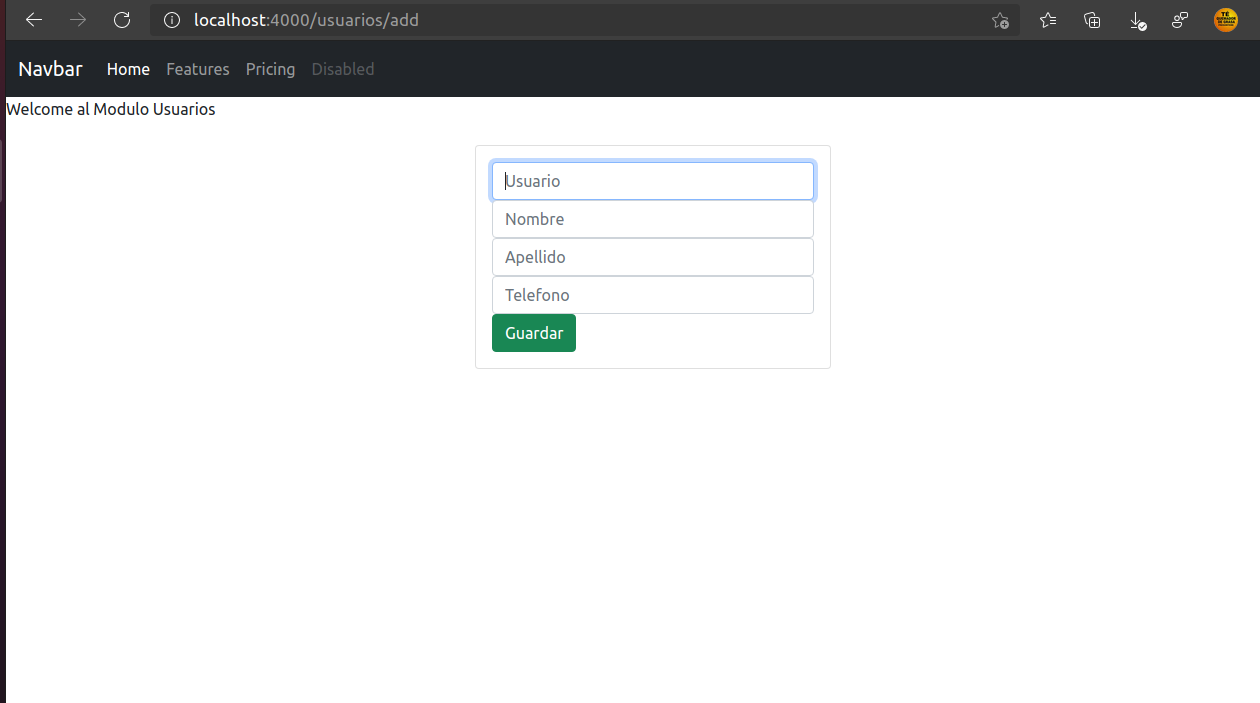 localhost:4000/usuarios/add
Navbar Home Features Pricing Disabled
Welcome al Modulo Usuarios
Usuario
Nombre
Apellido
Telefono
Guardar